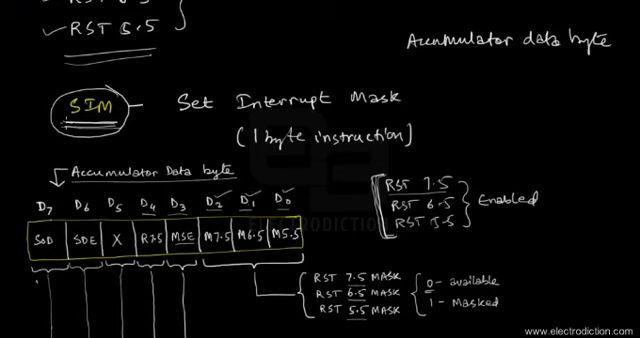 RST 5.5
Accumulator data byte
SIM - Set Interrupt Mask
(1 byte instruction)
Accumulator Data byte
D7 D6 D5 D4 D3 D2 D1 D0
SOD SDE X R7.5 MSE M7.5 M6.5 M5.5
RST 7.5
RST 6.5
RST 5.5
Enabled
RST 7.5 MASK
RST 6.5 MASK
RST 5.5 MASK
0- available
1- Masked
ELECTRODICTION
www.electrodiction.com